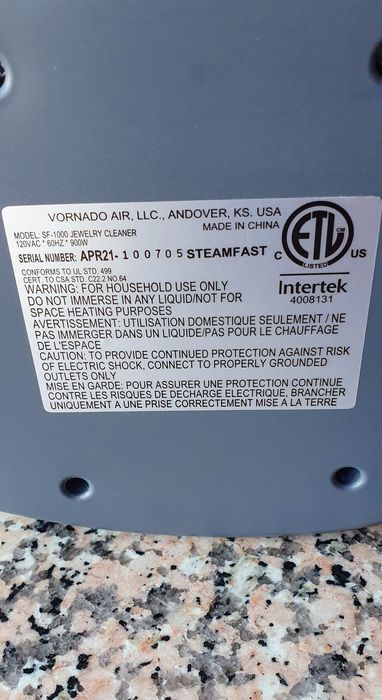 VORNADO AIR, LLC., ANDOVER, KS. USA
MODEL: SF-1000 JEWELRY CLEANER
MADE IN CHINA
120VAC * 60HZ * 900W
SERIAL NUMBER: APR21-100705 STEAMFAST
CONFORMS TO UL STD. 499
CERT. TO CSA STD. C22.2 NO.64
ETL CM
LISTED
C US
Intertek
4008131
WARNING: FOR HOUSEHOLD USE ONLY
DO NOT IMMERSE IN ANY LIQUID/NOT FOR
SPACE HEATING PURPOSES
AVERTISSEMENT: UTILISATION DOMESTIQUE SEULEMENT / NE
PAS IMMERGER DANS UN LIQUIDE/PAS POUR LE CHAUFFAGE
DE L'ESPACE
CAUTION: TO PROVIDE CONTINUED PROTECTION AGAINST RISK
OF ELECTRIC SHOCK, CONNECT TO PROPERLY GROUNDED
OUTLETS ONLY
MISE EN GARDE: POUR ASSURER UNE PROTECTION CONTINUE
CONTRE LES RISQUES DE DECHARGE ELECTRIQUE, BRANCHER
UNIQUEMENT A UNE PRISE CORRECTEMENT MISE A LA TERRE